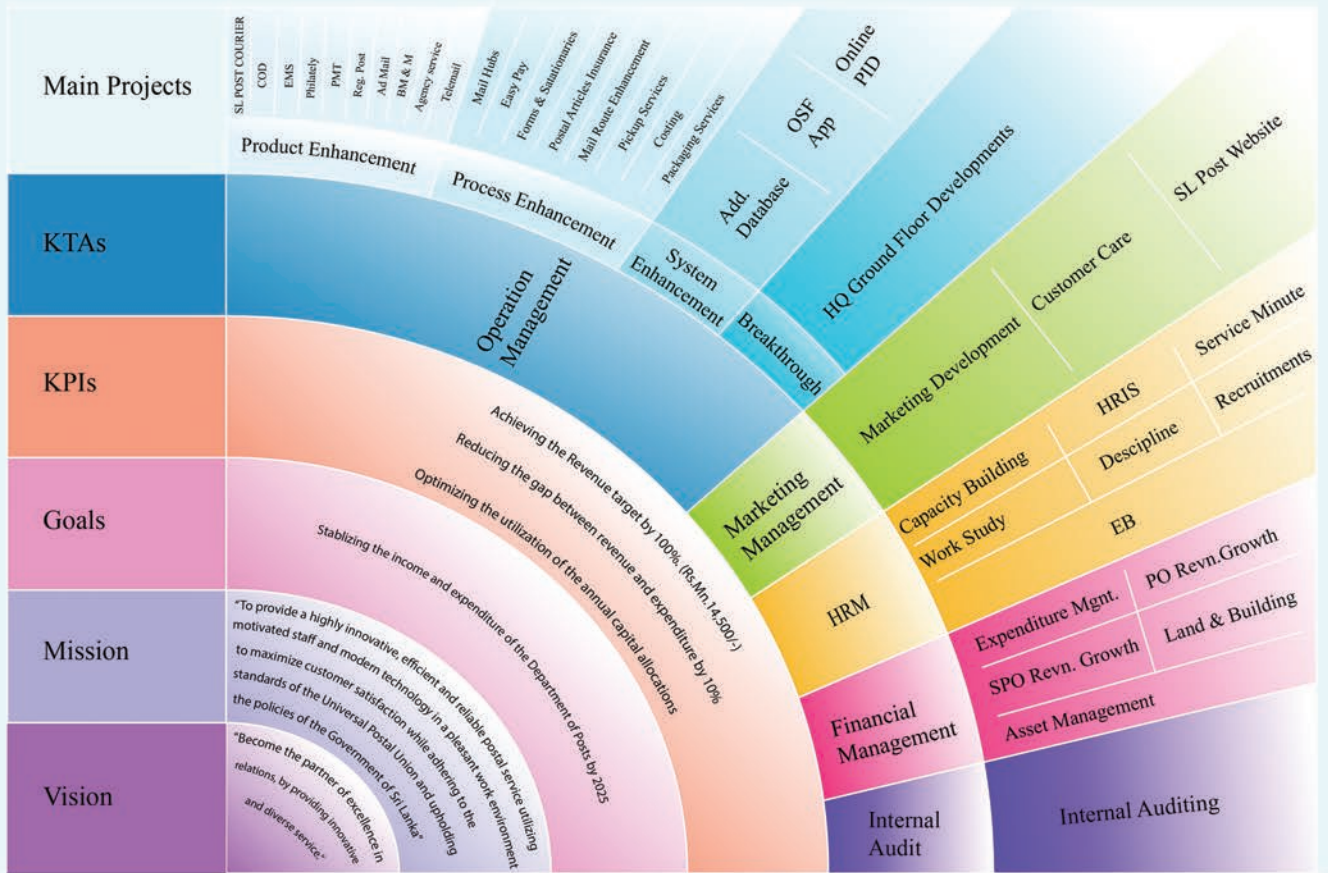 Main Projects
KTAs
KPIs
Goals
Mission
Vision
SL POST COURIER
COD
EMS
Philately
PMT
Reg. Post
Ad Mail
BM & M
Agency service
Telemail
Product Enhancement
Mail Hubs
Easy Pay
Forms & Satationaries
Postal Articles Insurance
Mail Route Enhancement
Pickup Services
Costing
Packaging Services
Process Enhancement
Add.
Database
OSF
App
Online
PID
System
Enhancement
HQ Ground Floor Developments
Breakthrough
Operation
Management
Marketing Development
Customer Care
SL Post Website
Marketing
Management
Capacity Building
HRIS
Service Minute
Work Study
Descipline
Recruitments
EB
HRM
Expenditure Mgnt.
PO Revn.Growth
SPO Revn. Growth
Land & Building
Asset Management
Financial
Management
Internal Auditing
Internal
Audit
Achieving the Revenue target by 100%. (Rs.Mn.14,500/-)
Reducing the gap between revenue and expenditure by 10%
Optimizing the utilization of the annual capital allocations
Stablizing the income and expenditure of the Department of Posts by 2025
"To provide a highly innovative, efficient and reliable postal service utilizing
motivated staff and modern technology in a pleasant work environment
to maximize customer satisfaction while adhering to the
standards of the Universal Postal Union and upholding
the policies of the Government of Sri Lanka"
"Become the partner of excellence in
relations, by providing innovative
and diverse service."